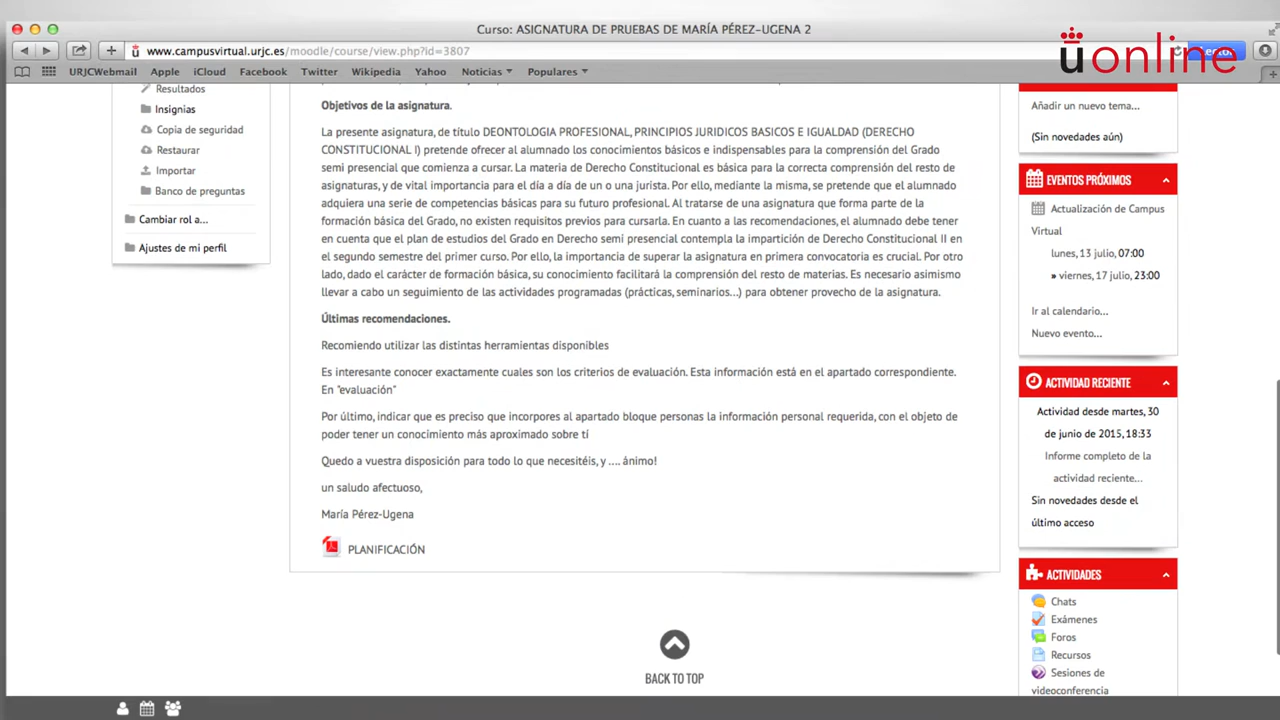 Curso: ASIGNATURA DE PRUEBAS DE MARÍA PÉREZ-UGENA 2
www.campusvirtual.urjc.es/moodle/course/view.php?id=3807
uonline
URJCWebmail Apple iCloud Facebook Twitter Wikipedia Yahoo Noticias Populares
Resultados
Insignias
Copia de seguridad
Restaurar
Importar
Banco de preguntas
Cambiar rol a...
Ajustes de mi perfil
Objetivos de la asignatura.
La presente asignatura, de título DEONTOLOGIA PROFESIONAL, PRINCIPIOS JURIDICOS BASICOS E IGUALDAD (DERECHO
CONSTITUCIONAL I) pretende ofrecer al alumnado los conocimientos básicos e indispensables para la comprensión del Grado
semi presencial que comienza a cursar. La materia de Derecho Constitucional es básica para la correcta comprensión del resto de
asignaturas, y de vital importancia para el día a día de un o una jurista. Por ello, mediante la misma, se pretende que el alumnado
adquiera una serie de competencias básicas para su futuro profesional. Al tratarse de una asignatura que forma parte de la
formación básica del Grado, no existen requisitos previos para cursarla. En cuanto a las recomendaciones, el alumnado debe tener
en cuenta que el plan de estudios del Grado en Derecho semi presencial contempla la impartición de Derecho Constitucional II en
el segundo semestre del primer curso. Por ello, la importancia de superar la asignatura en primera convocatoria es crucial. Por otro
lado, dado el carácter de formación básica, su conocimiento facilitará la comprensión del resto de materias. Es necesario asimismo
llevar a cabo un seguimiento de las actividades programadas (prácticas, seminarios...) para obtener provecho de la asignatura.
Últimas recomendaciones.
Recomiendo utilizar las distintas herramientas disponibles
Es interesante conocer exactamente cuales son los criterios de evaluación. Esta información está en el apartado correspondiente.
En "evaluación"
Por último, indicar que es preciso que incorpores al apartado bloque personas la información personal requerida, con el objeto de
poder tener un conocimiento más aproximado sobre tí
Quedo a vuestra disposición para todo lo que necesitéis, y .... ánimo!
un saludo afectuoso,
María Pérez-Ugena
PLANIFICACIÓN
BACK TO TOP
Añadir un nuevo tema...
(Sin novedades aún)
EVENTOS PRÓXIMOS
Actualización de Campus
Virtual
lunes, 13 julio, 07:00
» viernes, 17 julio, 23:00
Ir al calendario...
Nuevo evento...
ACTIVIDAD RECIENTE
Actividad desde martes, 30
de junio de 2015, 18:33
Informe completo de la
actividad reciente...
Sin novedades desde el
último acceso
ACTIVIDADES
Chats
Exámenes
Foros
Recursos
Sesiones de
videoconferencia